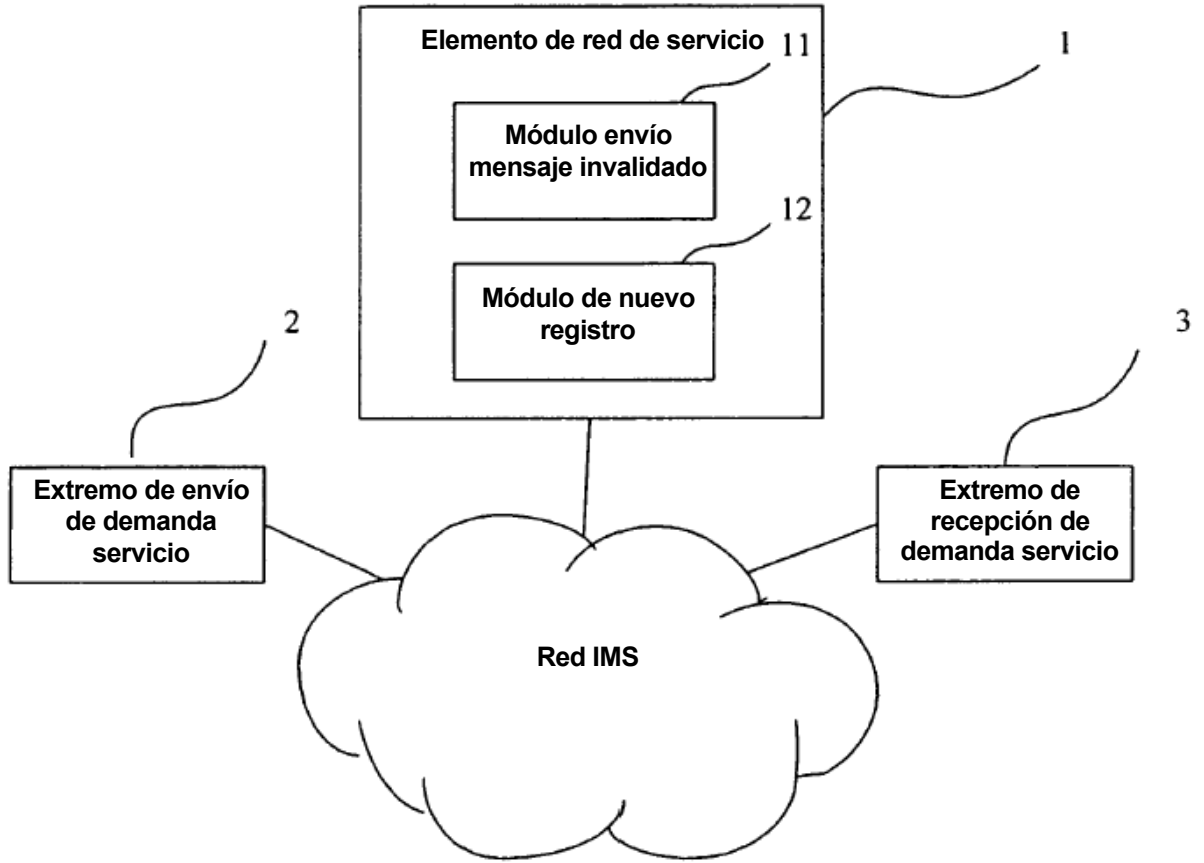 Elemento de red de servicio
11
1
Módulo envío
mensaje invalidado
12
Módulo de nuevo
registro
2
3
Extremo de envío
de demanda
servicio
Extremo de
recepción de
demanda servicio
Red IMS